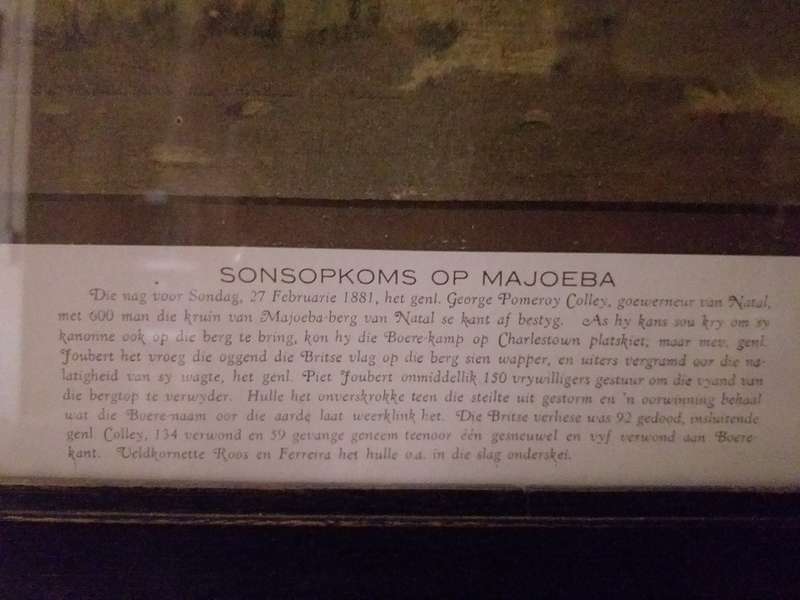 SONSOPKOMS OP MAJOEBA
Die nag voor Sondag, 27 Februarie 1881, het genl. George Pomeroy Colley, goewerneur van Natal,
met 600 man die kruin van Majoeba-berg van Natal se kant af bestyg. As hy kans sou kry om sy
kanonne ook op die berg te bring, kon hy die Boere-kamp op Charlestown platskiet; maar mev. genl.
Joubert het vroeg die oggend die Britse vlag op die berg sien wapper, en uiters vergramd oor die na-
latigheid van sy wagte, het genl. Piet Joubert onmiddellik 150 vrywilligers gestuur om die vyand van
die bergtop te verwyder. Hulle het onverskrokke teen die steilte uit gestorm en 'n oorwinning behaal
wat die Boere-naam oor die aarde laat weerklink het. Die Britse verliese was 92 gedood, insluitende
genl Colley, 134 verwond en 59 gevange geneem teenoor één gesneuwel en vyf verwond aan Boere-
kant. Veldkornette Roos en Ferreira het hulle o.a. in die slag onderskei.